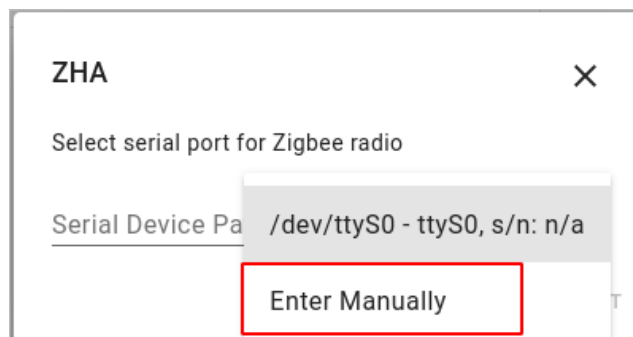 ZHA
Select serial port for Zigbee radio
Serial Device Pa
/dev/ttyS0 - ttyS0, s/n: n/a
Enter Manually
T